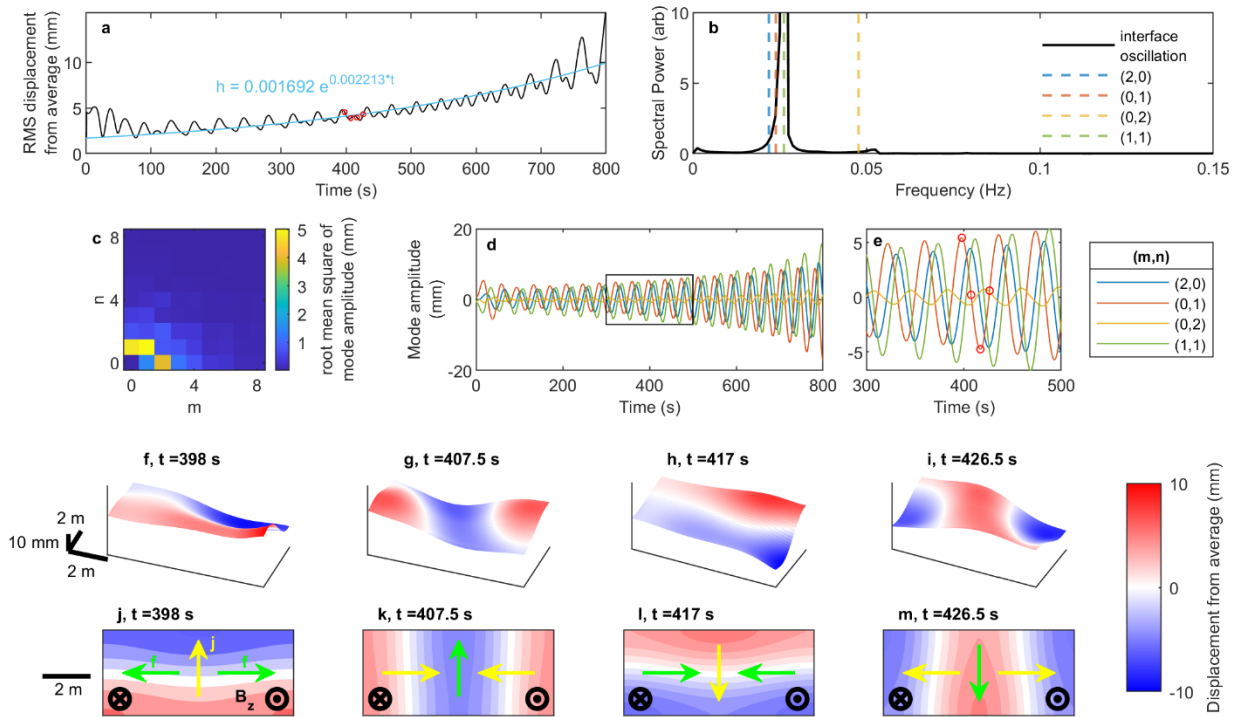 a
RMS displacement
from average (mm)
10
5
0
h = 0.001692 e^0.002213*t
0 100 200 300 400 500 600 700 800
Time (s)
b
Spectral Power (arb)
10
5
0
interface
oscillation
(2,0)
(0,1)
(0,2)
(1,1)
0 0.05 0.1 0.15
Frequency (Hz)
c
n
8
4
0
0 4 8
m
5
4
3
2
1
root mean square of
mode amplitude (mm)
d
Mode amplitude
(mm)
20
0
-20
0 200 400 600 800
Time (s)
e
5
0
-5
300 400 500
Time (s)
(m,n)
(2,0)
(0,1)
(0,2)
(1,1)
f, t =398 s
g, t =407.5 s
h, t =417 s
i, t =426.5 s
2 m
10 mm
2 m
j, t =398 s
k, t =407.5 s
l, t =417 s
m, t =426.5 s
j
f f
Bz
2 m
10
0
-10
Displacement from average (mm)